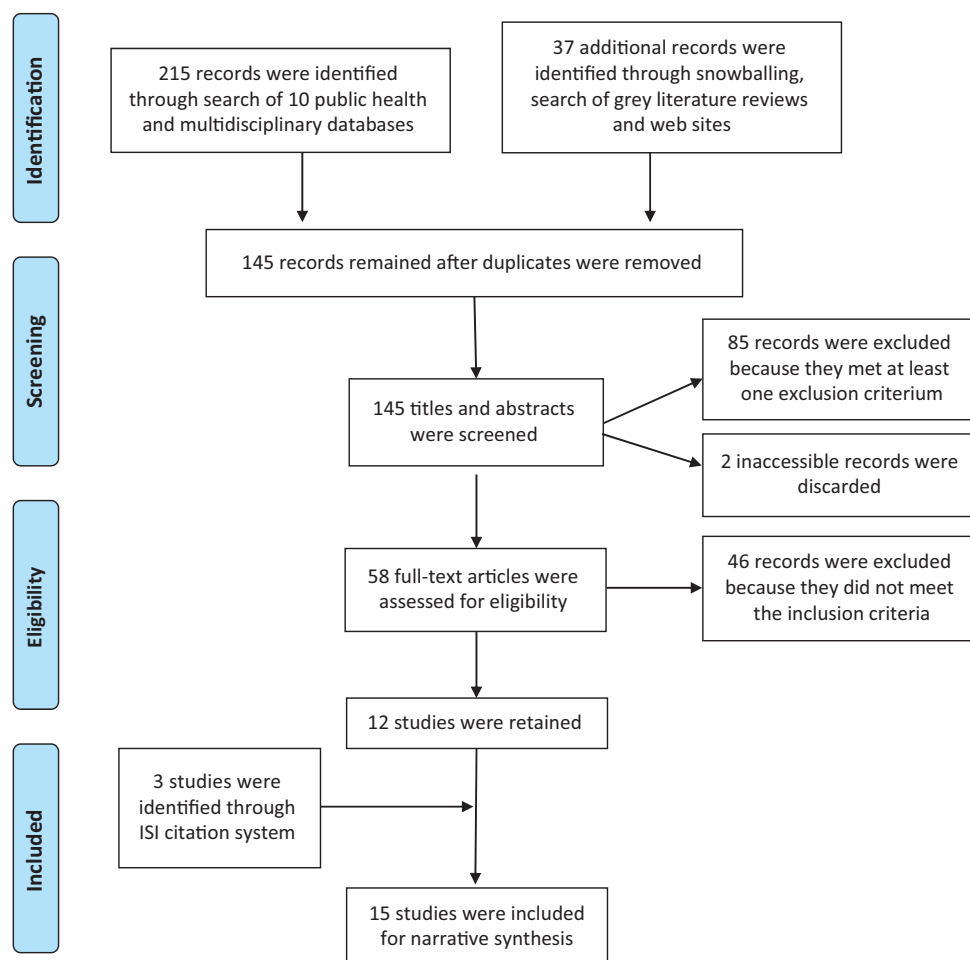 Identification
215 records were identified
through search of 10 public health
and multidisciplinary databases
37 additional records were
identified through snowballing,
search of grey literature reviews
and web sites
Screening
145 records remained after duplicates were removed
145 titles and abstracts
were screened
85 records were excluded
because they met at least
one exclusion criterium
2 inaccessible records were
discarded
Eligibility
58 full-text articles were
assessed for eligibility
46 records were excluded
because they did not meet
the inclusion criteria
12 studies were retained
Included
3 studies were
identified through
ISI citation system
15 studies were included
for narrative synthesis